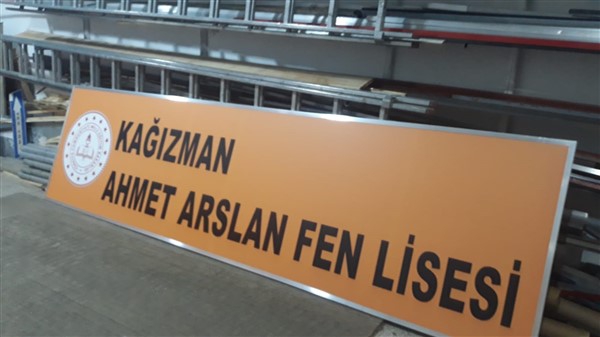 KAĞIZMAN
AHMET ARSLAN FEN LİSESİ